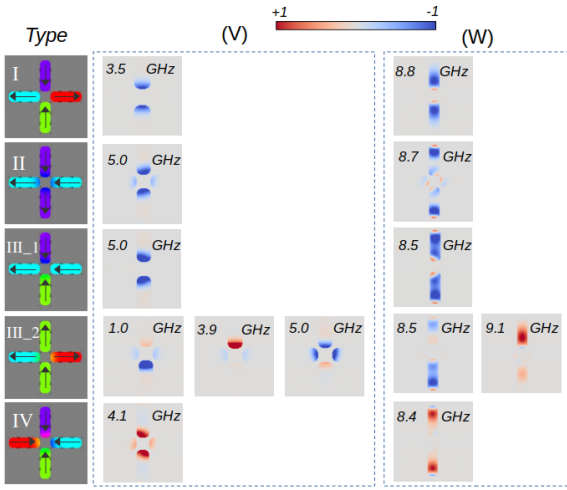 +1 -1
Type (V) (W)
I 3.5 GHz 8.8 GHz
II 5.0 GHz 8.7 GHz
III_1 5.0 GHz 8.5 GHz
III_2 1.0 GHz 3.9 GHz 5.0 GHz 8.5 GHz 9.1 GHz
IV 4.1 GHz 8.4 GHz